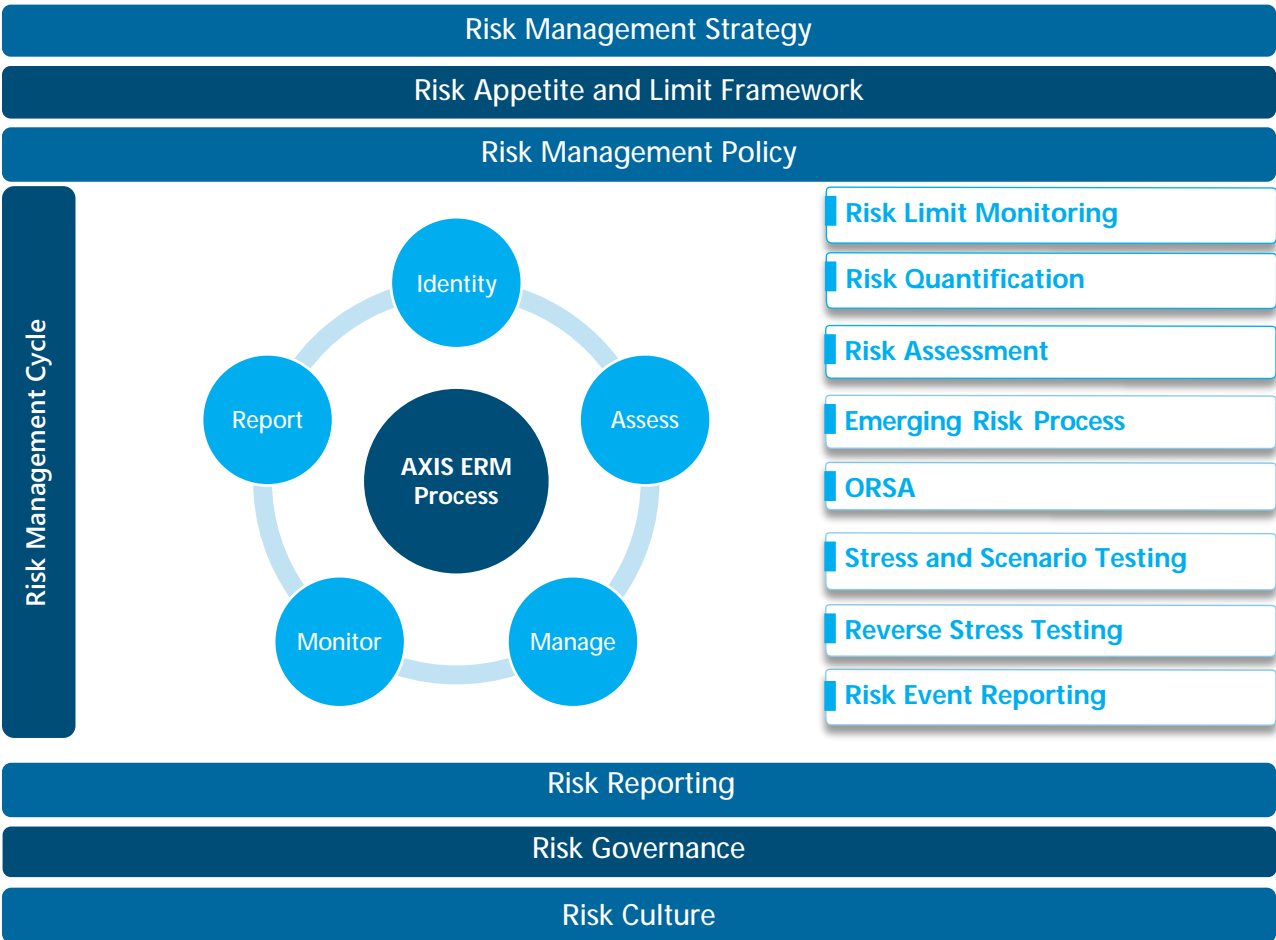 Risk Management Strategy
Risk Appetite and Limit Framework
Risk Management Policy
Risk Management Cycle
Identity
Assess
Manage
Monitor
Report
AXIS ERM
Process
Risk Limit Monitoring
Risk Quantification
Risk Assessment
Emerging Risk Process
ORSA
Stress and Scenario Testing
Reverse Stress Testing
Risk Event Reporting
Risk Reporting
Risk Governance
Risk Culture